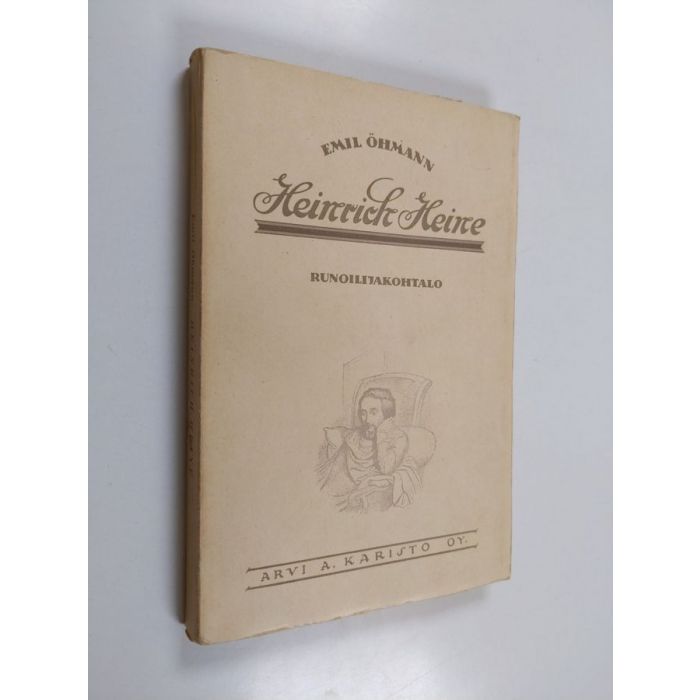 EMIL ÖHMANN
Heinrich Heine
RUNOILIJAKOHTALO
ARVI A. KARISTO OY.